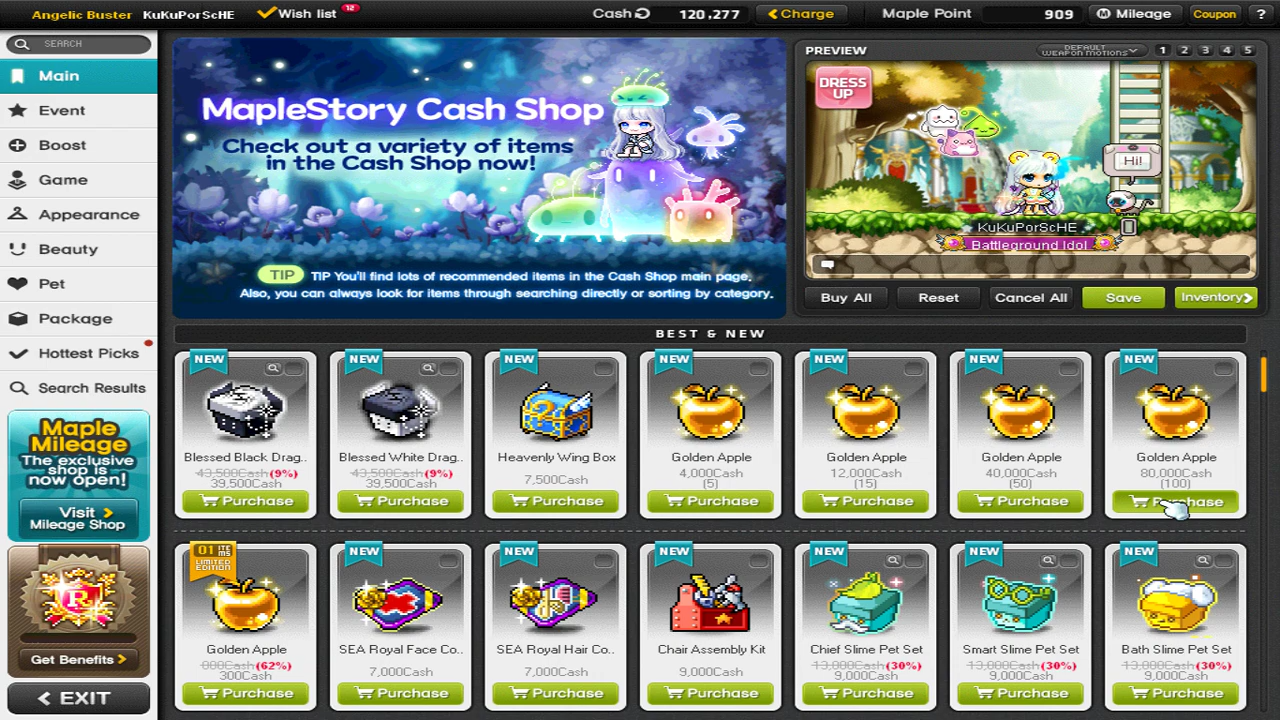 Angelic Buster KuKuPorScHE Wish list 12 Cash 120,277 Charge Maple Point 909 Mileage Coupon ?
SEARCH
Main
Event
Boost
Game
Appearance
Beauty
Pet
Package
Hottest Picks
Search Results
Maple
Mileage
The exclusive
shop is
now open!
Visit
Mileage Shop
R
Get Benefits
EXIT
MapleStory Cash Shop
Check out a variety of items
in the Cash Shop now!
TIP TIP You'll find lots of recommended items in the Cash Shop main page.
Also, you can always look for items through searching directly or sorting by category.
PREVIEW DEFAULT WEAPON MOTIONS 1 2 3 4 5
DRESS
UP
Hi!
KuKuPorScHE
Battleground Idol
Buy All Reset Cancel All Save Inventory
BEST & NEW
NEW NEW NEW NEW NEW NEW NEW
Blessed Black Drag.. Blessed White Drag.. Heavenly Wing Box Golden Apple Golden Apple Golden Apple Golden Apple
43,500Cash(9%) 43,500Cash(9%) 7,500Cash 4,000Cash 12,000Cash 40,000Cash 80,000Cash
39,500Cash 39,500Cash (5) (15) (50) (100)
Purchase Purchase Purchase Purchase Purchase Purchase Purchase
01 ITEMS LIMITED EDITION NEW NEW NEW NEW NEW NEW
Golden Apple SEA Royal Face Co.. SEA Royal Hair Co.. Chair Assembly Kit Chief Slime Pet Set Smart Slime Pet Set Bath Slime Pet Set
800Cash(62%) 7,000Cash 7,000Cash 9,000Cash 13,000Cash(30%) 13,000Cash(30%) 13,000Cash(30%)
300Cash 9,000Cash 9,000Cash 9,000Cash
Purchase Purchase Purchase Purchase Purchase Purchase Purchase